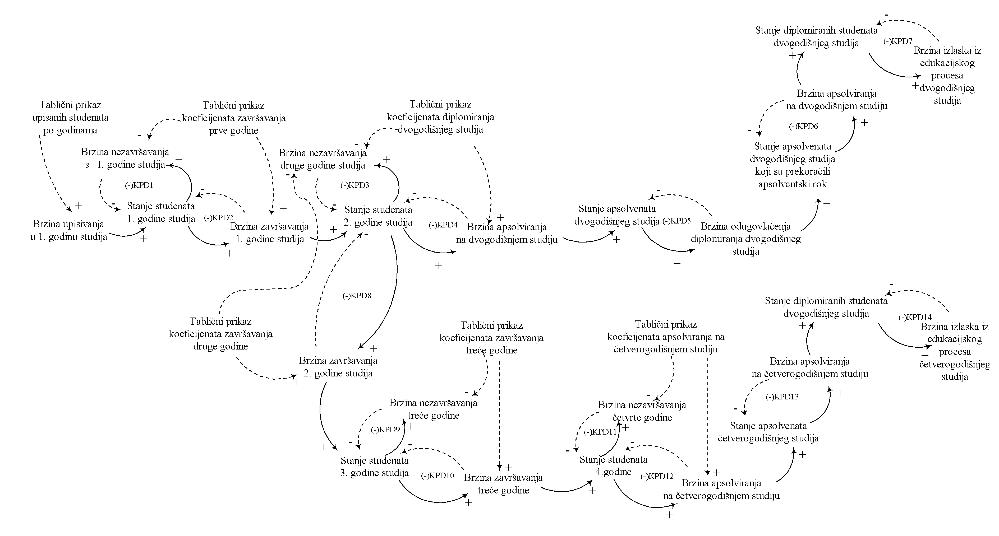 -
Stanje diplomiranih studenata
dvogodišnjeg studija
(-)KPD7
+
Brzina izlaska iz
edukacijskog
procesa
dvogodišnjeg
studija
+
Brzina apsolviranja
na dvogodišnjem studiju
-
(-)KPD6
+
Stanje apsolvenata
dvogodišnjeg studija
koji su prekoračili
apsolventski rok
+
Tablični prikaz
upisanih studenata
po godinama
Tablični prikaz
koeficijenata završavanja
prve godine
Tablični prikaz
koeficijenata diplomiranja
dvogodišnjeg studija
-
Brzina nezavršavanja
s 1. godine studija
+
(-)KPD1
-
Brzina nezavršavanja
druge godine studija
+
-
(-)KPD3
+
Brzina upisivanja
u 1. godinu studija
+
-
Stanje studenata
1. godine studija
-
(-)KPD2
+
+
Brzina završavanja
1. godine studija
+
-
Stanje studenata
2. godine studija
-
-
(-)KPD4
+
+
Brzina apsolviranja
na dvogodišnjem studiju
+
Stanje apsolvenata
dvogodišnjeg studija
-
(-)KPD5
+
Brzina odugovlačenja
diplomiranja dvogodišnjeg
studija
(-)KPD8
Tablični prikaz
koeficijenata završavanja
druge godine
+
+
Brzina završavanja
2. godine studija
Tablični prikaz
koeficijenata završavanja
treće godine
Tablični prikaz
koeficijenata apsolviranja na
četverogodišnjem studiju
-
Stanje diplomiranih studenata
dvogodišnjeg studija
(-)KPD14
+
Brzina izlaska iz
edukacijskog
procesa
četverogodišnjeg
studija
+
Brzina apsolviranja
na četverogodišnjem studiju
-
(-)KPD13
+
Stanje apsolvenata
četverogodišnjeg studija
+
-
Brzina nezavršavanja
treće godine
(-)KPD9
+
-
+
Stanje studenata
3. godine studija
-
(-)KPD10
+
+
Brzina završavanja
treće godine
-
Brzina nezavršavanja
četvrte godine
(-)KPD11
+
-
Stanje studenata
4.godine
-
+
(-)KPD12
+
+
Brzina apsolviranja
na četverogodišnjem studiju